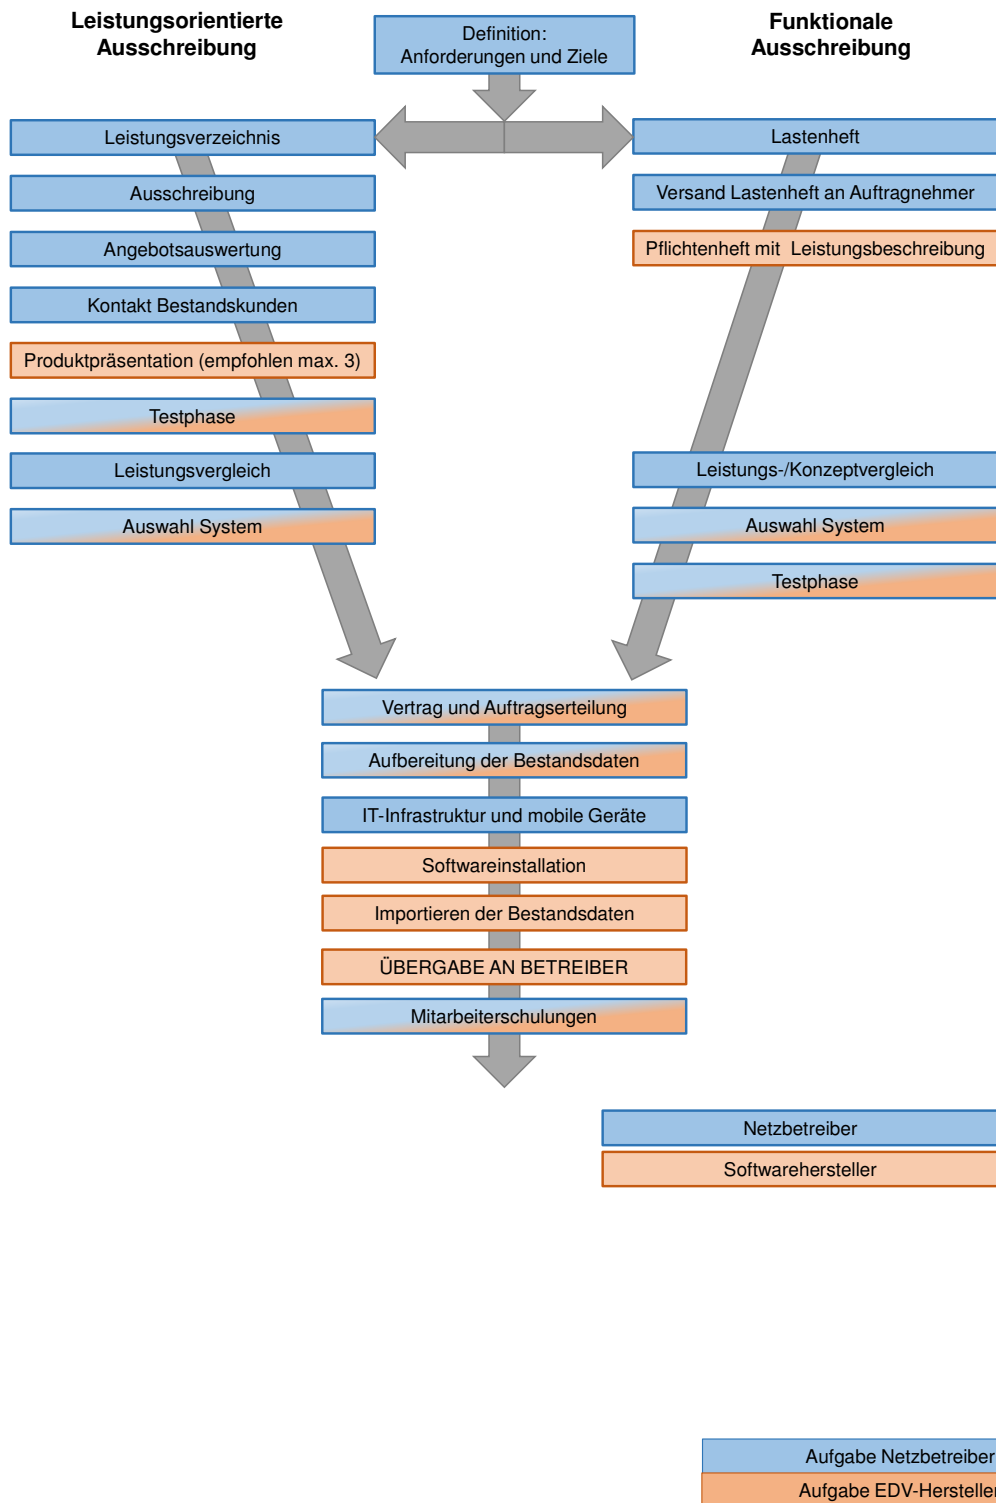 Leistungsorientierte
Ausschreibung
Definition:
Anforderungen und Ziele
Funktionale
Ausschreibung
Leistungsverzeichnis
Ausschreibung
Angebotsauswertung
Kontakt Bestandskunden
Produktpräsentation (empfohlen max. 3)
Testphase
Leistungsvergleich
Auswahl System
Lastenheft
Versand Lastenheft an Auftragnehmer
Pflichtenheft mit Leistungsbeschreibung
Leistungs-/Konzeptvergleich
Auswahl System
Testphase
Vertrag und Auftragserteilung
Aufbereitung der Bestandsdaten
IT-Infrastruktur und mobile Geräte
Softwareinstallation
Importieren der Bestandsdaten
ÜBERGABE AN BETREIBER
Mitarbeiterschulungen
Netzbetreiber
Softwarehersteller
Aufgabe Netzbetreiber
Aufgabe EDV-Hersteller